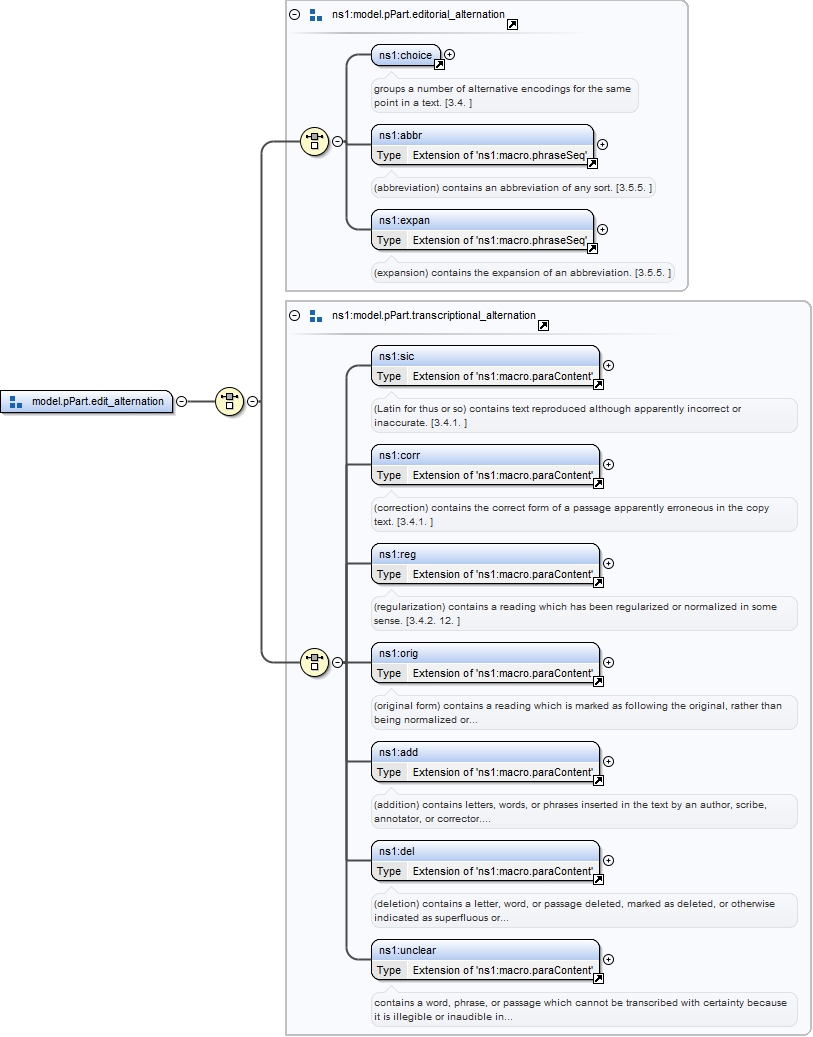 ns1:model.pPart.editorial_alternation
ns1:choice
groups a number of alternative encodings for the same
point in a text. [3.4. ]
ns1:abbr
Type Extension of 'ns1:macro.phraseSeq'
(abbreviation) contains an abbreviation of any sort. [3.5.5. ]
ns1:expan
Type Extension of 'ns1:macro.phraseSeq'
(expansion) contains the expansion of an abbreviation. [3.5.5. ]
model.pPart.edit_alternation
ns1:model.pPart.transcriptional_alternation
ns1:sic
Type Extension of 'ns1:macro.paraContent'
(Latin for thus or so) contains text reproduced although apparently incorrect or
inaccurate. [3.4.1. ]
ns1:corr
Type Extension of 'ns1:macro.paraContent'
(correction) contains the correct form of a passage apparently erroneous in the copy
text. [3.4.1. ]
ns1:reg
Type Extension of 'ns1:macro.paraContent'
(regularization) contains a reading which has been regularized or normalized in some
sense. [3.4.2. 12. ]
ns1:orig
Type Extension of 'ns1:macro.paraContent'
(original form) contains a reading which is marked as following the original, rather than
being normalized or...
ns1:add
Type Extension of 'ns1:macro.paraContent'
(addition) contains letters, words, or phrases inserted in the text by an author, scribe,
annotator, or corrector....
ns1:del
Type Extension of 'ns1:macro.paraContent'
(deletion) contains a letter, word, or passage deleted, marked as deleted, or otherwise
indicated as superfluous or...
ns1:unclear
Type Extension of 'ns1:macro.paraContent'
contains a word, phrase, or passage which cannot be transcribed with certainty because
it is illegible or inaudible in...